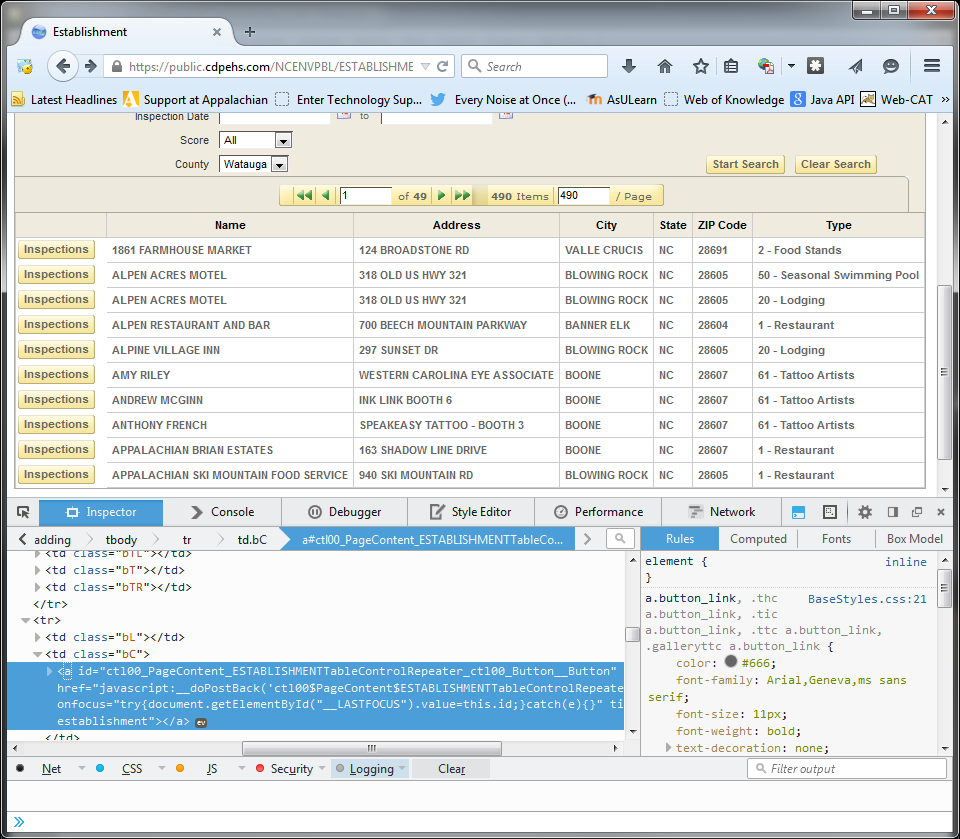 Establishment
https://public.cdpehs.com/NCENVPBL/ESTABLISHME
Search
Latest Headlines Support at Appalachian Enter Technology Sup... Every Noise at Once (... AsULearn Web of Knowledge Java API Web-CAT »
Inspection Date to
Score All
County Watauga Start Search Clear Search
1 of 49 490 Items 490 / Page
Name Address City State ZIP Code Type
Inspections 1861 FARMHOUSE MARKET 124 BROADSTONE RD VALLE CRUCIS NC 28691 2 - Food Stands
Inspections ALPEN ACRES MOTEL 318 OLD US HWY 321 BLOWING ROCK NC 28605 50 - Seasonal Swimming Pool
Inspections ALPEN ACRES MOTEL 318 OLD US HWY 321 BLOWING ROCK NC 28605 20 - Lodging
Inspections ALPEN RESTAURANT AND BAR 700 BEECH MOUNTAIN PARKWAY BANNER ELK NC 28604 1 - Restaurant
Inspections ALPINE VILLAGE INN 297 SUNSET DR BLOWING ROCK NC 28605 20 - Lodging
Inspections AMY RILEY WESTERN CAROLINA EYE ASSOCIATE BOONE NC 28607 61 - Tattoo Artists
Inspections ANDREW MCGINN INK LINK BOOTH 6 BOONE NC 28607 61 - Tattoo Artists
Inspections ANTHONY FRENCH SPEAKEASY TATTOO - BOOTH 3 BOONE NC 28607 61 - Tattoo Artists
Inspections APPALACHIAN BRIAN ESTATES 163 SHADOW LINE DRIVE BOONE NC 28607 1 - Restaurant
Inspections APPALACHIAN SKI MOUNTAIN FOOD SERVICE 940 SKI MOUNTAIN RD BLOWING ROCK NC 28605 1 - Restaurant
Inspector Console Debugger Style Editor Performance Network
adding tbody tr td.bC a#ctl00_PageContent_ESTABLISHMENTTableCo...
Rules Computed Fonts Box Model
<td class="bTL"></td>
<td class="bT"></td>
<td class="bTR"></td>
</tr>
<tr>
<td class="bL"></td>
<td class="bC">
<a id="ctl00_PageContent_ESTABLISHMENTTableControlRepeater_ctl00_Button__Button"
href="javascript:__doPostBack('ctl00$PageContent$ESTABLISHMENTTableControlRepeate
onfocus="try{document.getElementById("__LASTFOCUS").value=this.id;}catch(e){}" ti
establishment"></a> ev
</td>
element { inline
}
a.button_link, .thc BaseStyles.css:21
a.button_link, .tic
a.button_link, .ttc a.button_link,
.galleryttc a.button_link {
color: #666;
font-family: Arial,Geneva,ms sans
serif;
font-size: 11px;
font-weight: bold;
text-decoration: none;
Net CSS JS Security Logging Clear Filter output
»